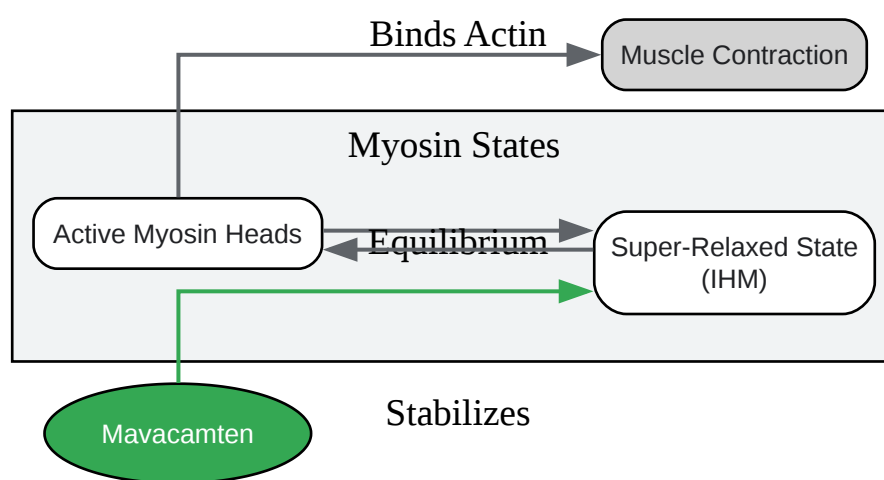 Binds Actin
Muscle Contraction
Myosin States
Active Myosin Heads
Equilibrium
Super-Relaxed State
(IHM)
Stabilizes
Mavacamten